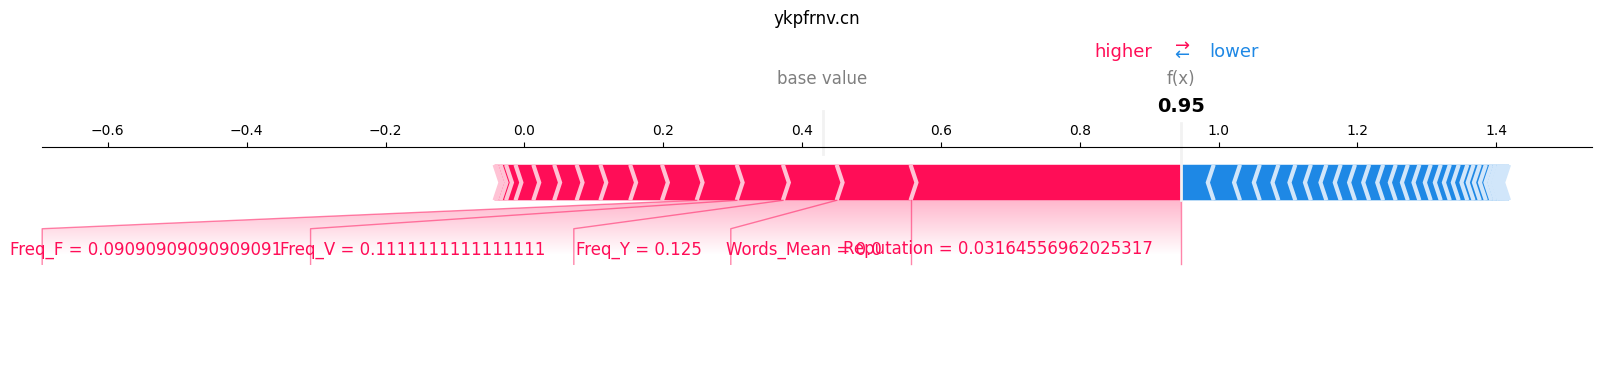 ykpfrnv.cn
higher → ← lower
base value f(x)
0.95
−0.6 −0.4 −0.2 0.0 0.2 0.4 0.6 0.8 1.0 1.2 1.4
Freq_F = 0.09090909090909091 Freq_V = 0.1111111111111111 Freq_Y = 0.125 Words_Mean = 0.0 Reputation = 0.03164556962025317